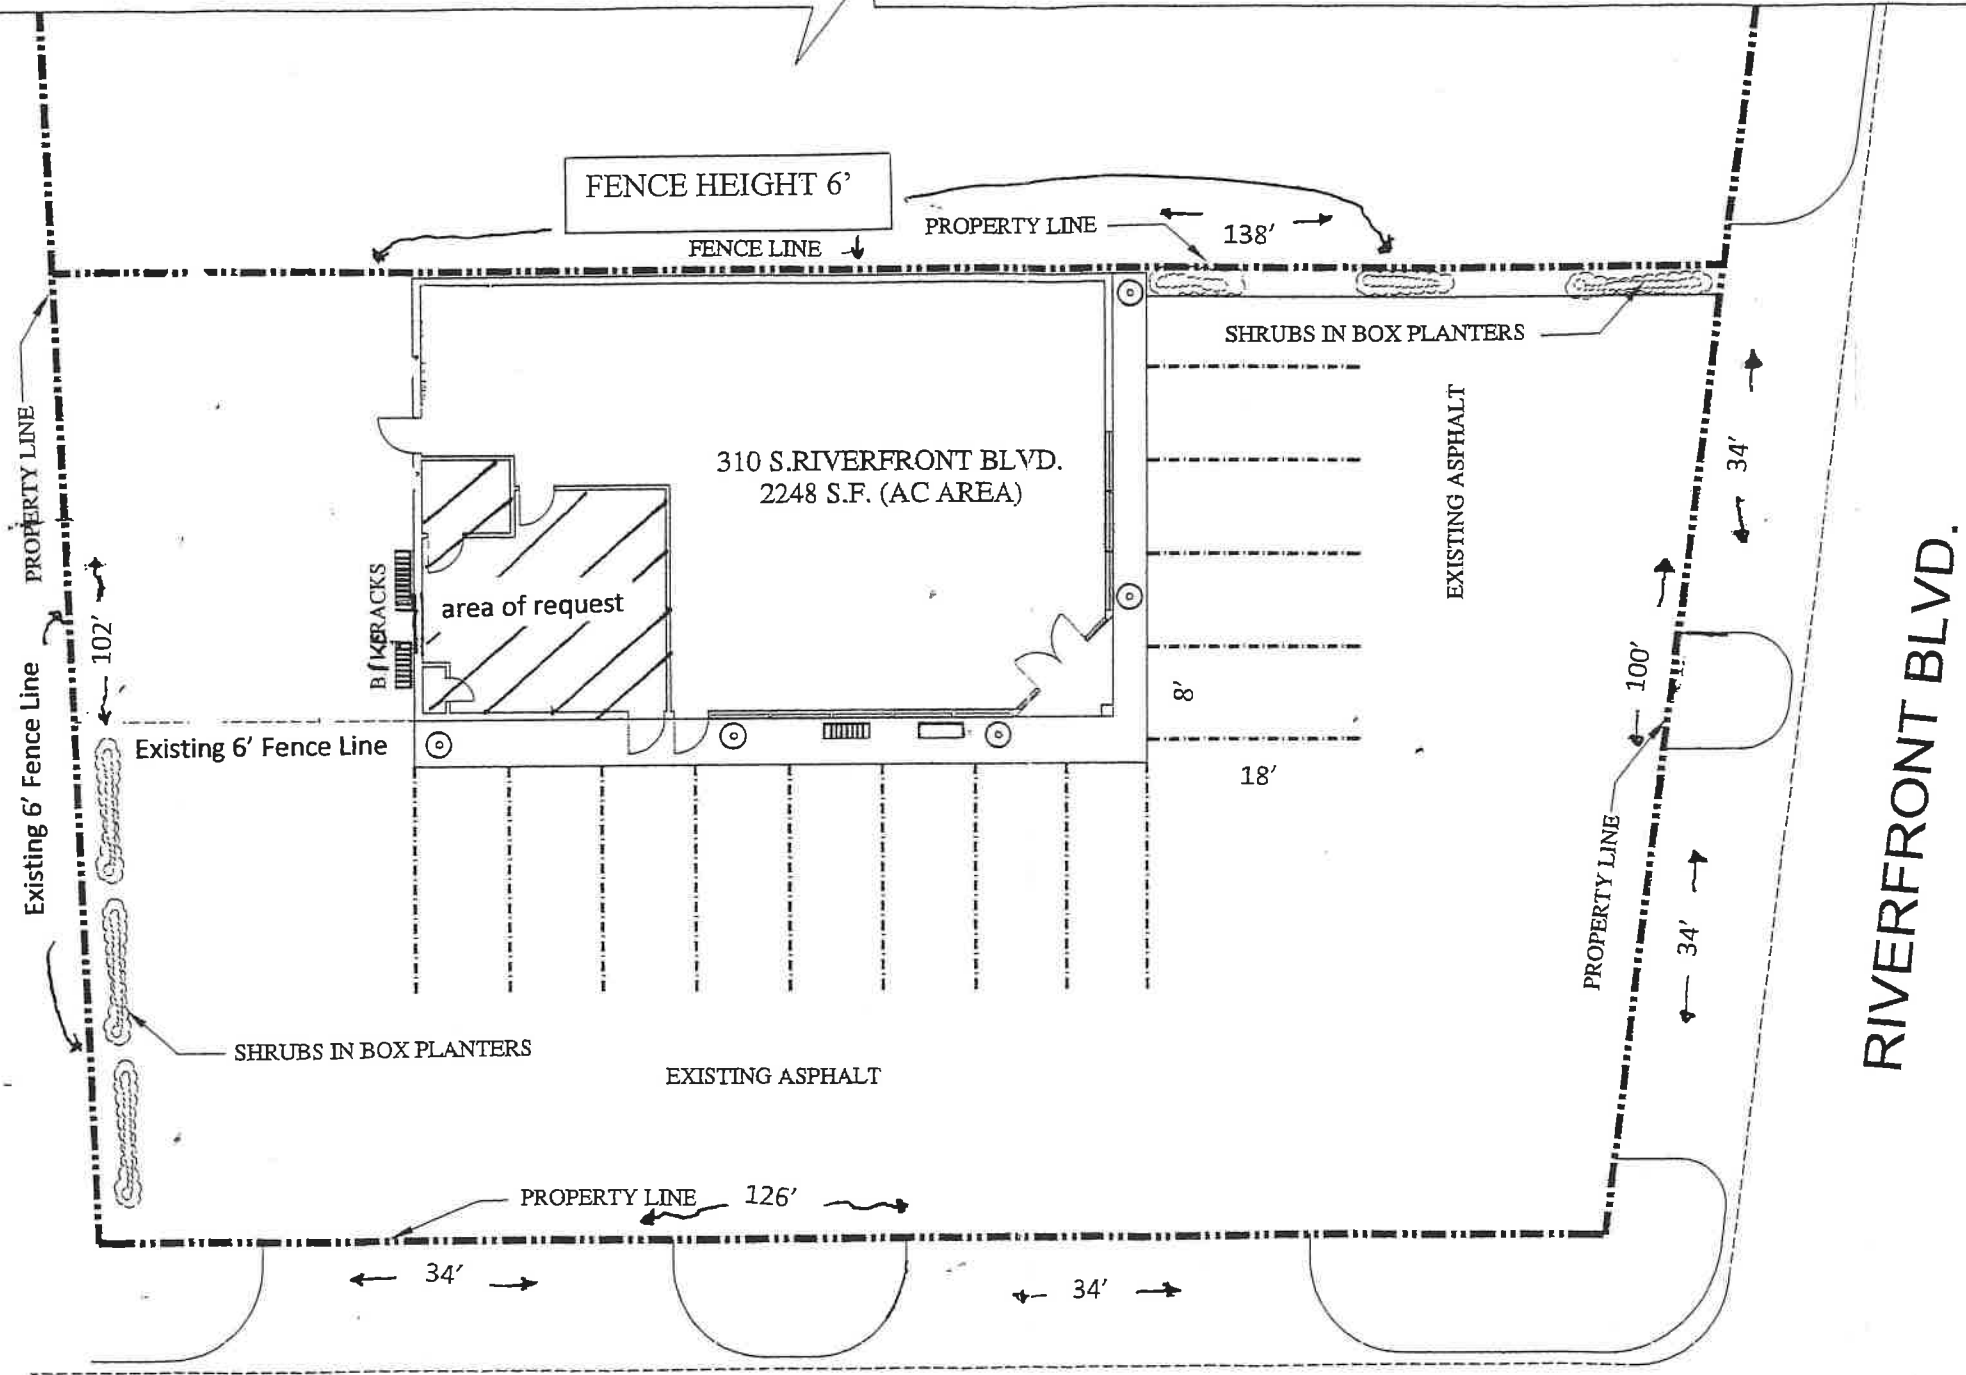 FENCE HEIGHT 6'
PROPERTY LINE
138'
FENCE LINE
SHRUBS IN BOX PLANTERS
PROPERTY LINE
310 S.RIVERFRONT BLVD.
2248 S.F. (AC AREA)
EXISTING ASPHALT
34'
area of request
BIKE RACKS
102'
Existing 6' Fence Line
Existing 6' Fence Line
8'
18'
100'
PROPERTY LINE
34'
RIVERFRONT BLVD.
SHRUBS IN BOX PLANTERS
EXISTING ASPHALT
PROPERTY LINE
126'
34'
34'